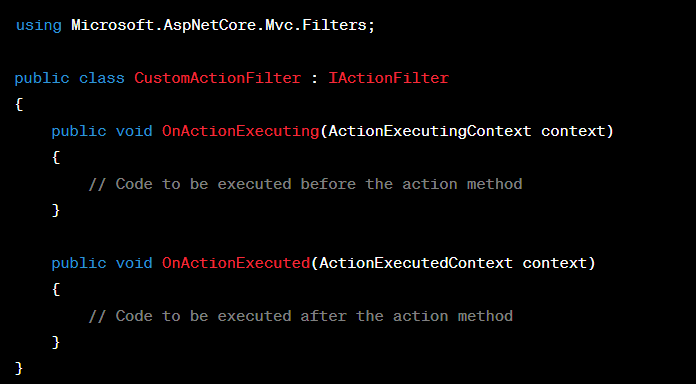 using Microsoft.AspNetCore.Mvc.Filters;
public class CustomActionFilter : IActionFilter
{
    public void OnActionExecuting(ActionExecutingContext context)
    {
        // Code to be executed before the action method
    }
    public void OnActionExecuted(ActionExecutedContext context)
    {
        // Code to be executed after the action method
    }
}